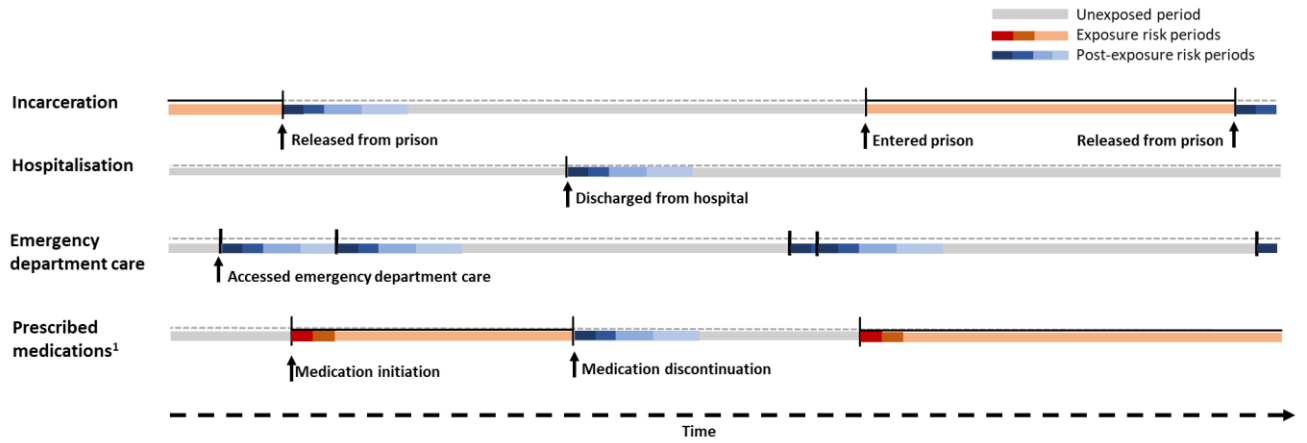 Unexposed period
Exposure risk periods
Post-exposure risk periods
Incarceration
Released from prison
Entered prison
Released from prison
Hospitalisation
Discharged from hospital
Emergency
department care
Accessed emergency department care
Prescribed
medications¹
Medication initiation
Medication discontinuation
Time